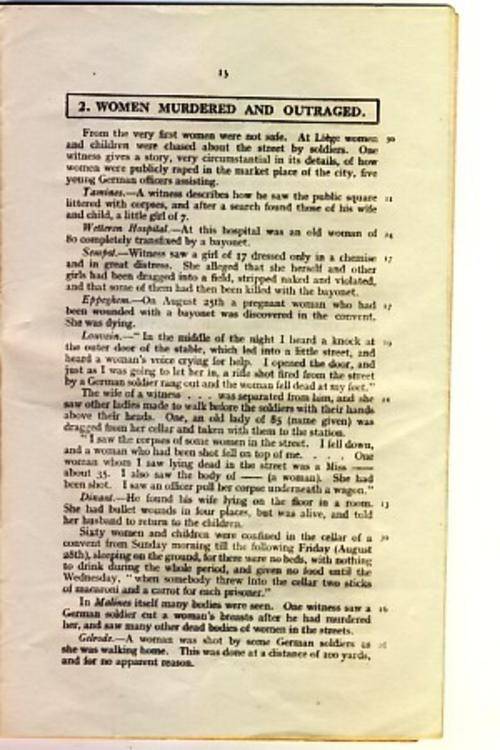 15
2. WOMEN MURDERED AND OUTRAGED.
From the very first women were not safe. At Liège women 30
and children were chased about the street by soldiers. One
witness gives a story, very circumstantial in its details, of how
women were publicly raped in the market place of the city, five
young German officers assisting.
Tamines.—A witness describes how he saw the public square 21
littered with corpses, and after a search found those of his wife
and child, a little girl of 7.
Wetteren Hospital.—At this hospital was an old woman of 24
80 completely transfixed by a bayonet.
Sempst.—Witness saw a girl of 17 dressed only in a chemise 17
and in great distress. She alleged that she herself and other
girls had been dragged into a field, stripped naked and violated,
and that some of them had then been killed with the bayonet.
Eppeghem.—On August 25th a pregnant woman who had 17
been wounded with a bayonet was discovered in the convent.
She was dying.
Louvain.—"In the middle of the night I heard a knock at
the outer door of the stable, which led into a little street, and
heard a woman's voice crying for help. I opened the door, and
just as I was going to let her in, a rifle shot fired from the street
by a German soldier rang out and the woman fell dead at my feet."
The wife of a witness . . . was separated from him, and she
saw other ladies made to walk before the soldiers with their hands
above their heads. One, an old lady of 85 (name given) was
dragged from her cellar and taken with them to the station.
"I saw the corpses of some women in the street. I fell down,
and a woman who had been shot fell on top of me. . . . One
woman whom I saw lying dead in the street was a Miss ——
about 35. I also saw the body of —— (a woman). She had
been shot. I saw an officer pull her corpse underneath a wagon."
Dinant.—He found his wife lying on the floor in a room. 13
She had bullet wounds in four places, but was alive, and told
her husband to return to the children.
Sixty women and children were confined in the cellar of a
convent from Sunday morning till the following Friday (August
28th), sleeping on the ground, for there were no beds, with nothing
to drink during the whole period, and given no food until the
Wednesday, "when somebody threw into the cellar two sticks
of macaroni and a carrot for each prisoner."
In Malines itself many bodies were seen. One witness saw a 16
German soldier cut a woman's breasts after he had murdered
her, and saw many other dead bodies of women in the streets.
Gelrode.—A woman was shot by some German soldiers as
she was walking home. This was done at a distance of 100 yards,
and for no apparent reason.